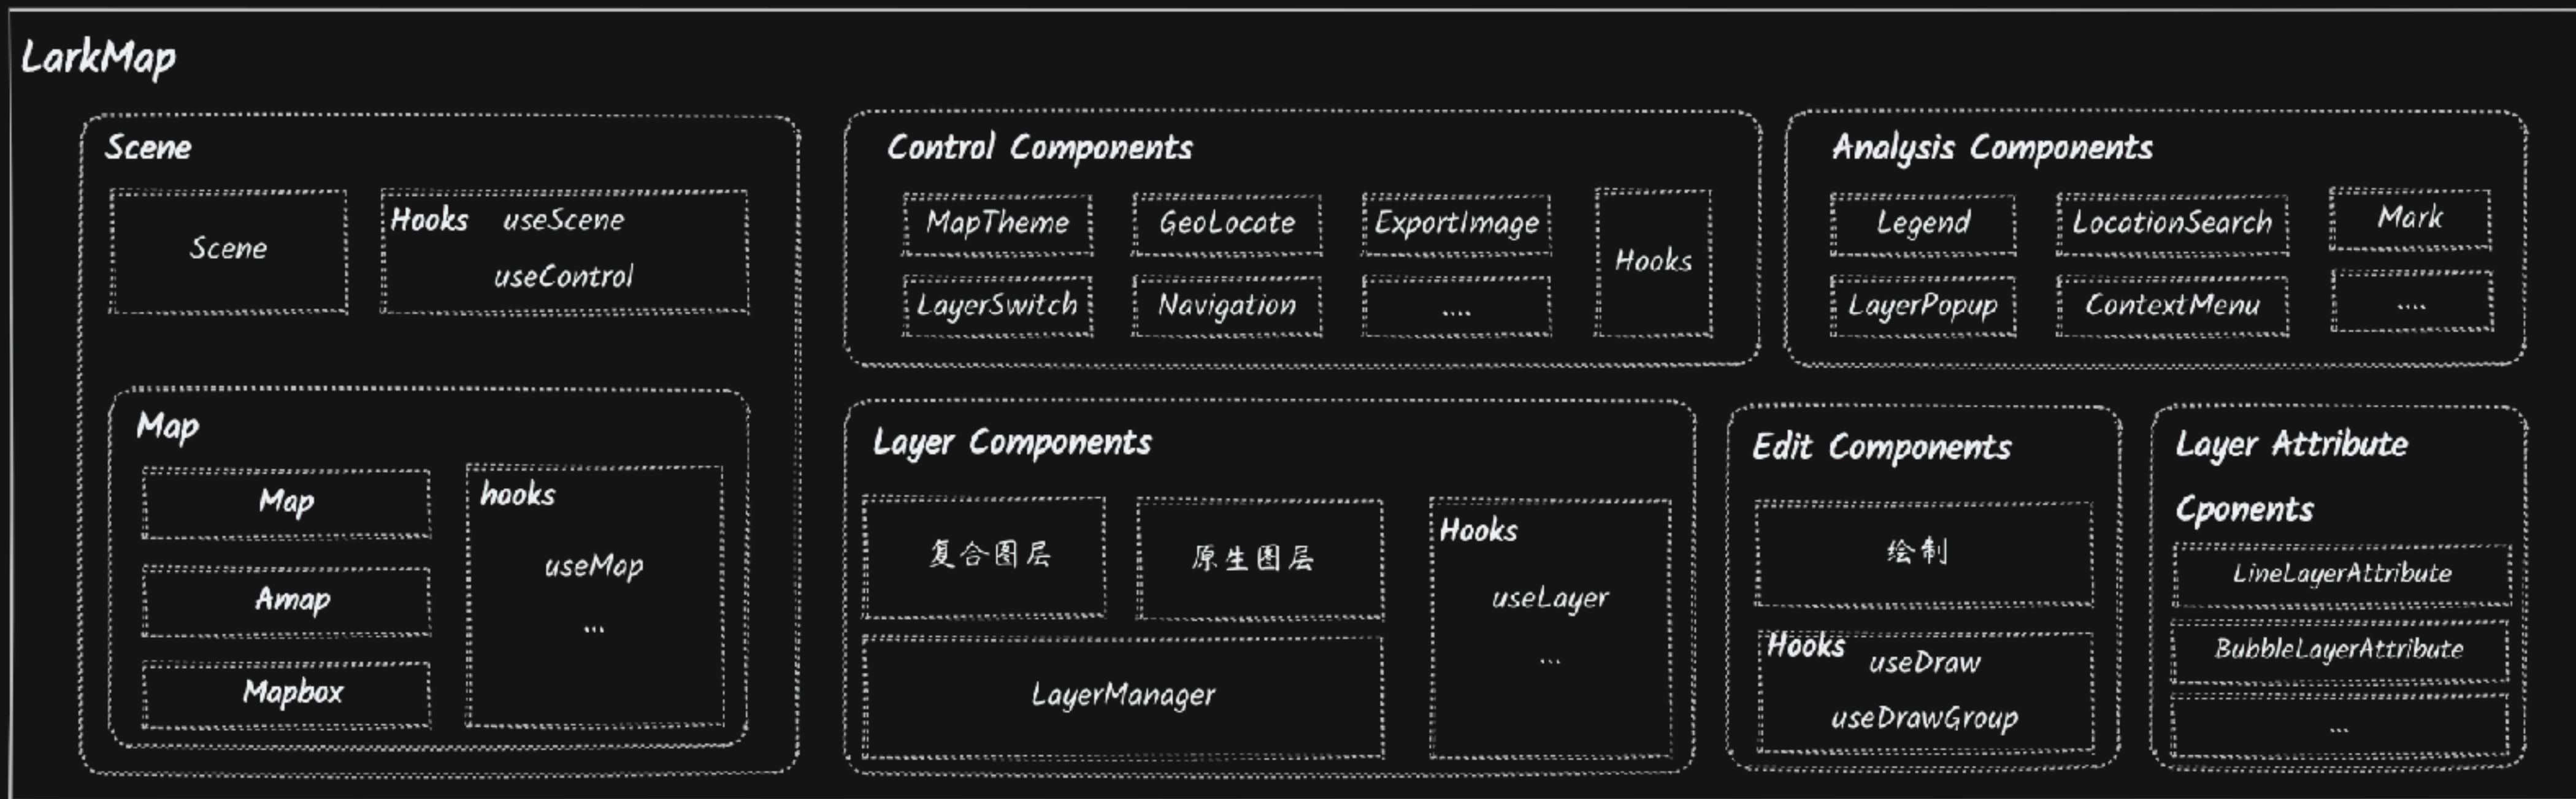 LarkMap
Scene
Scene
Hooks useScene
useControl
Map
Map
Amap
Mapbox
hooks
useMap
...
Control Components
MapTheme
GeoLocate
ExportImage
LayerSwitch
Navigation
....
Hooks
Analysis Components
Legend
LocationSearch
Mark
LayerPopup
ContextMenu
....
Layer Components
复合图层
原生图层
LayerManager
Hooks
useLayer
...
Edit Components
绘制
Hooks useDraw
useDrawGroup
Layer Attribute
Cponents
LineLayerAttribute
BubbleLayerAttribute
...